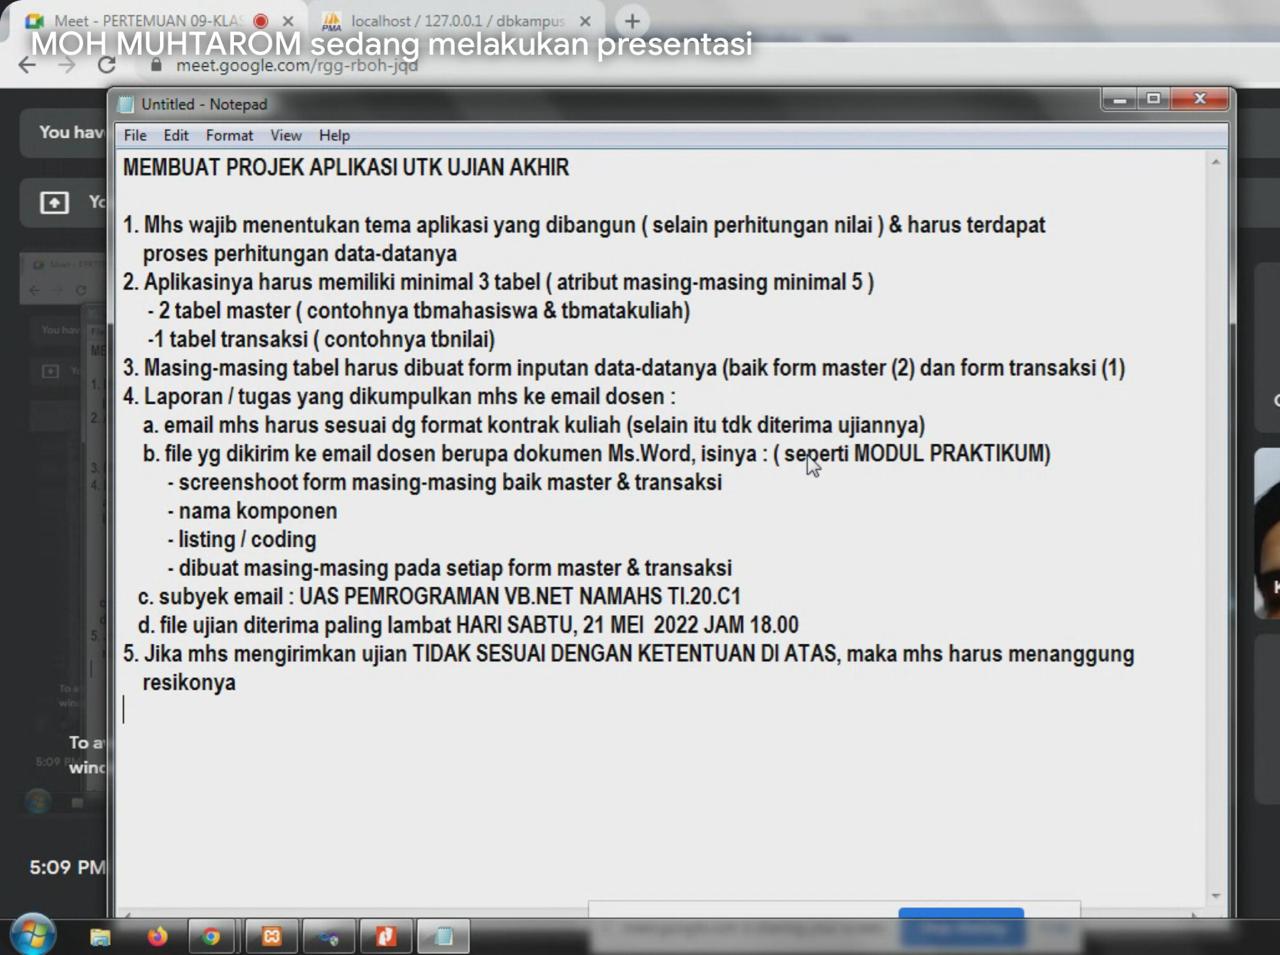 Meet - PERTEMUAN 09-KLAS
localhost / 127.0.0.1 / dbkampus
MOH MUHTAROM sedang melakukan presentasi
meet.google.com/rgg-rboh-jqd
Untitled - Notepad
You hav
File Edit Format View Help
MEMBUAT PROJEK APLIKASI UTK UJIAN AKHIR
1. Mhs wajib menentukan tema aplikasi yang dibangun ( selain perhitungan nilai ) & harus terdapat
proses perhitungan data-datanya
2. Aplikasinya harus memiliki minimal 3 tabel ( atribut masing-masing minimal 5 )
- 2 tabel master ( contohnya tbmahasiswa & tbmatakuliah)
-1 tabel transaksi ( contohnya tbnilai)
3. Masing-masing tabel harus dibuat form inputan data-datanya (baik form master (2) dan form transaksi (1)
4. Laporan / tugas yang dikumpulkan mhs ke email dosen :
a. email mhs harus sesuai dg format kontrak kuliah (selain itu tdk diterima ujiannya)
b. file yg dikirim ke email dosen berupa dokumen Ms.Word, isinya : ( seperti MODUL PRAKTIKUM)
- screenshoot form masing-masing baik master & transaksi
- nama komponen
- listing / coding
- dibuat masing-masing pada setiap form master & transaksi
c. subyek email : UAS PEMROGRAMAN VB.NET NAMAHS TI.20.C1
d. file ujian diterima paling lambat HARI SABTU, 21 MEI 2022 JAM 18.00
5. Jika mhs mengirimkan ujian TIDAK SESUAI DENGAN KETENTUAN DI ATAS, maka mhs harus menanggung
resikonya
To a
wind
5:09 PM